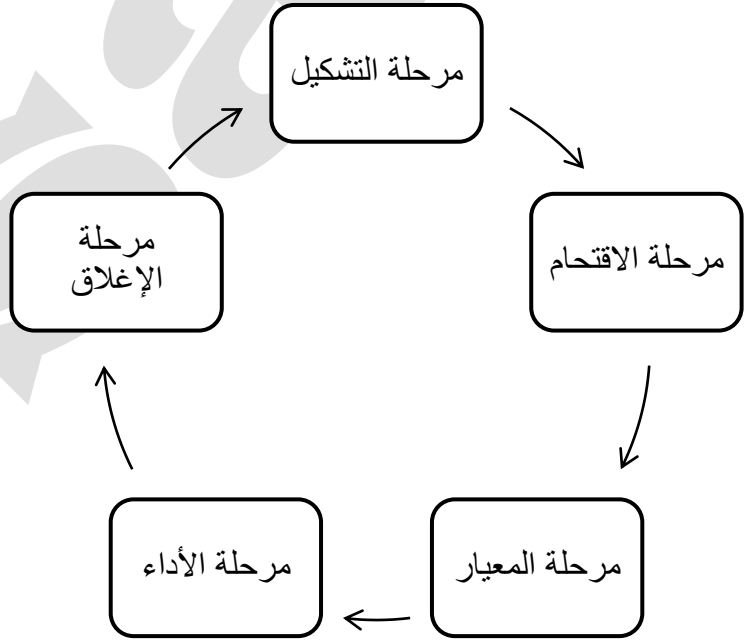 مرحلة التشكيل
مرحلة الاقتحام
مرحلة المعيار
مرحلة الأداء
مرحلة
الإغلاق